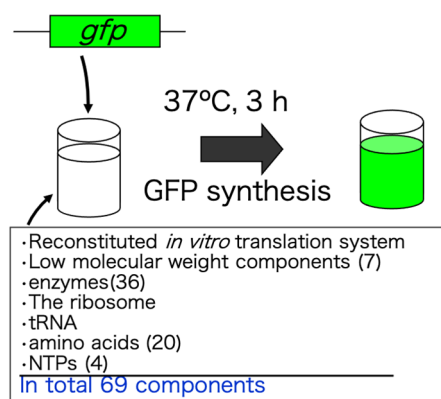 gfp
37ºC, 3 h
GFP synthesis
·Reconstituted in vitro translation system
·Low molecular weight components (7)
·enzymes(36)
·The ribosome
·tRNA
·amino acids (20)
·NTPs (4)
In total 69 components